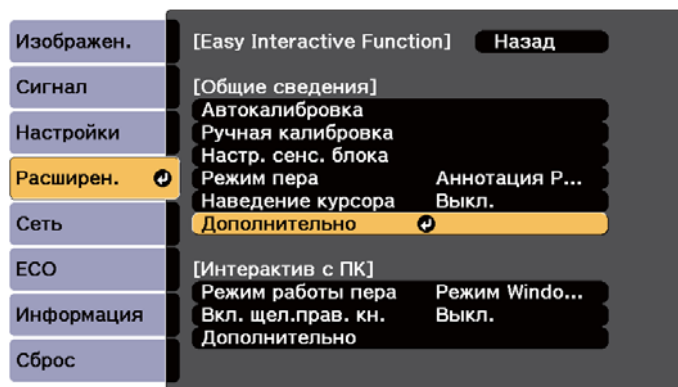 Изображен.
Сигнал
Настройки
Расширен.
Сеть
ECO
Информация
Сброс
[Easy Interactive Function] Назад
[Общие сведения]
Автокалибровка
Ручная калибровка
Настр. сенс. блока
Режим пера Аннотация P...
Наведение курсора Выкл.
Дополнительно
[Интерактив с ПК]
Режим работы пера Режим Windo...
Вкл. щел.прав. кн. Выкл.
Дополнительно